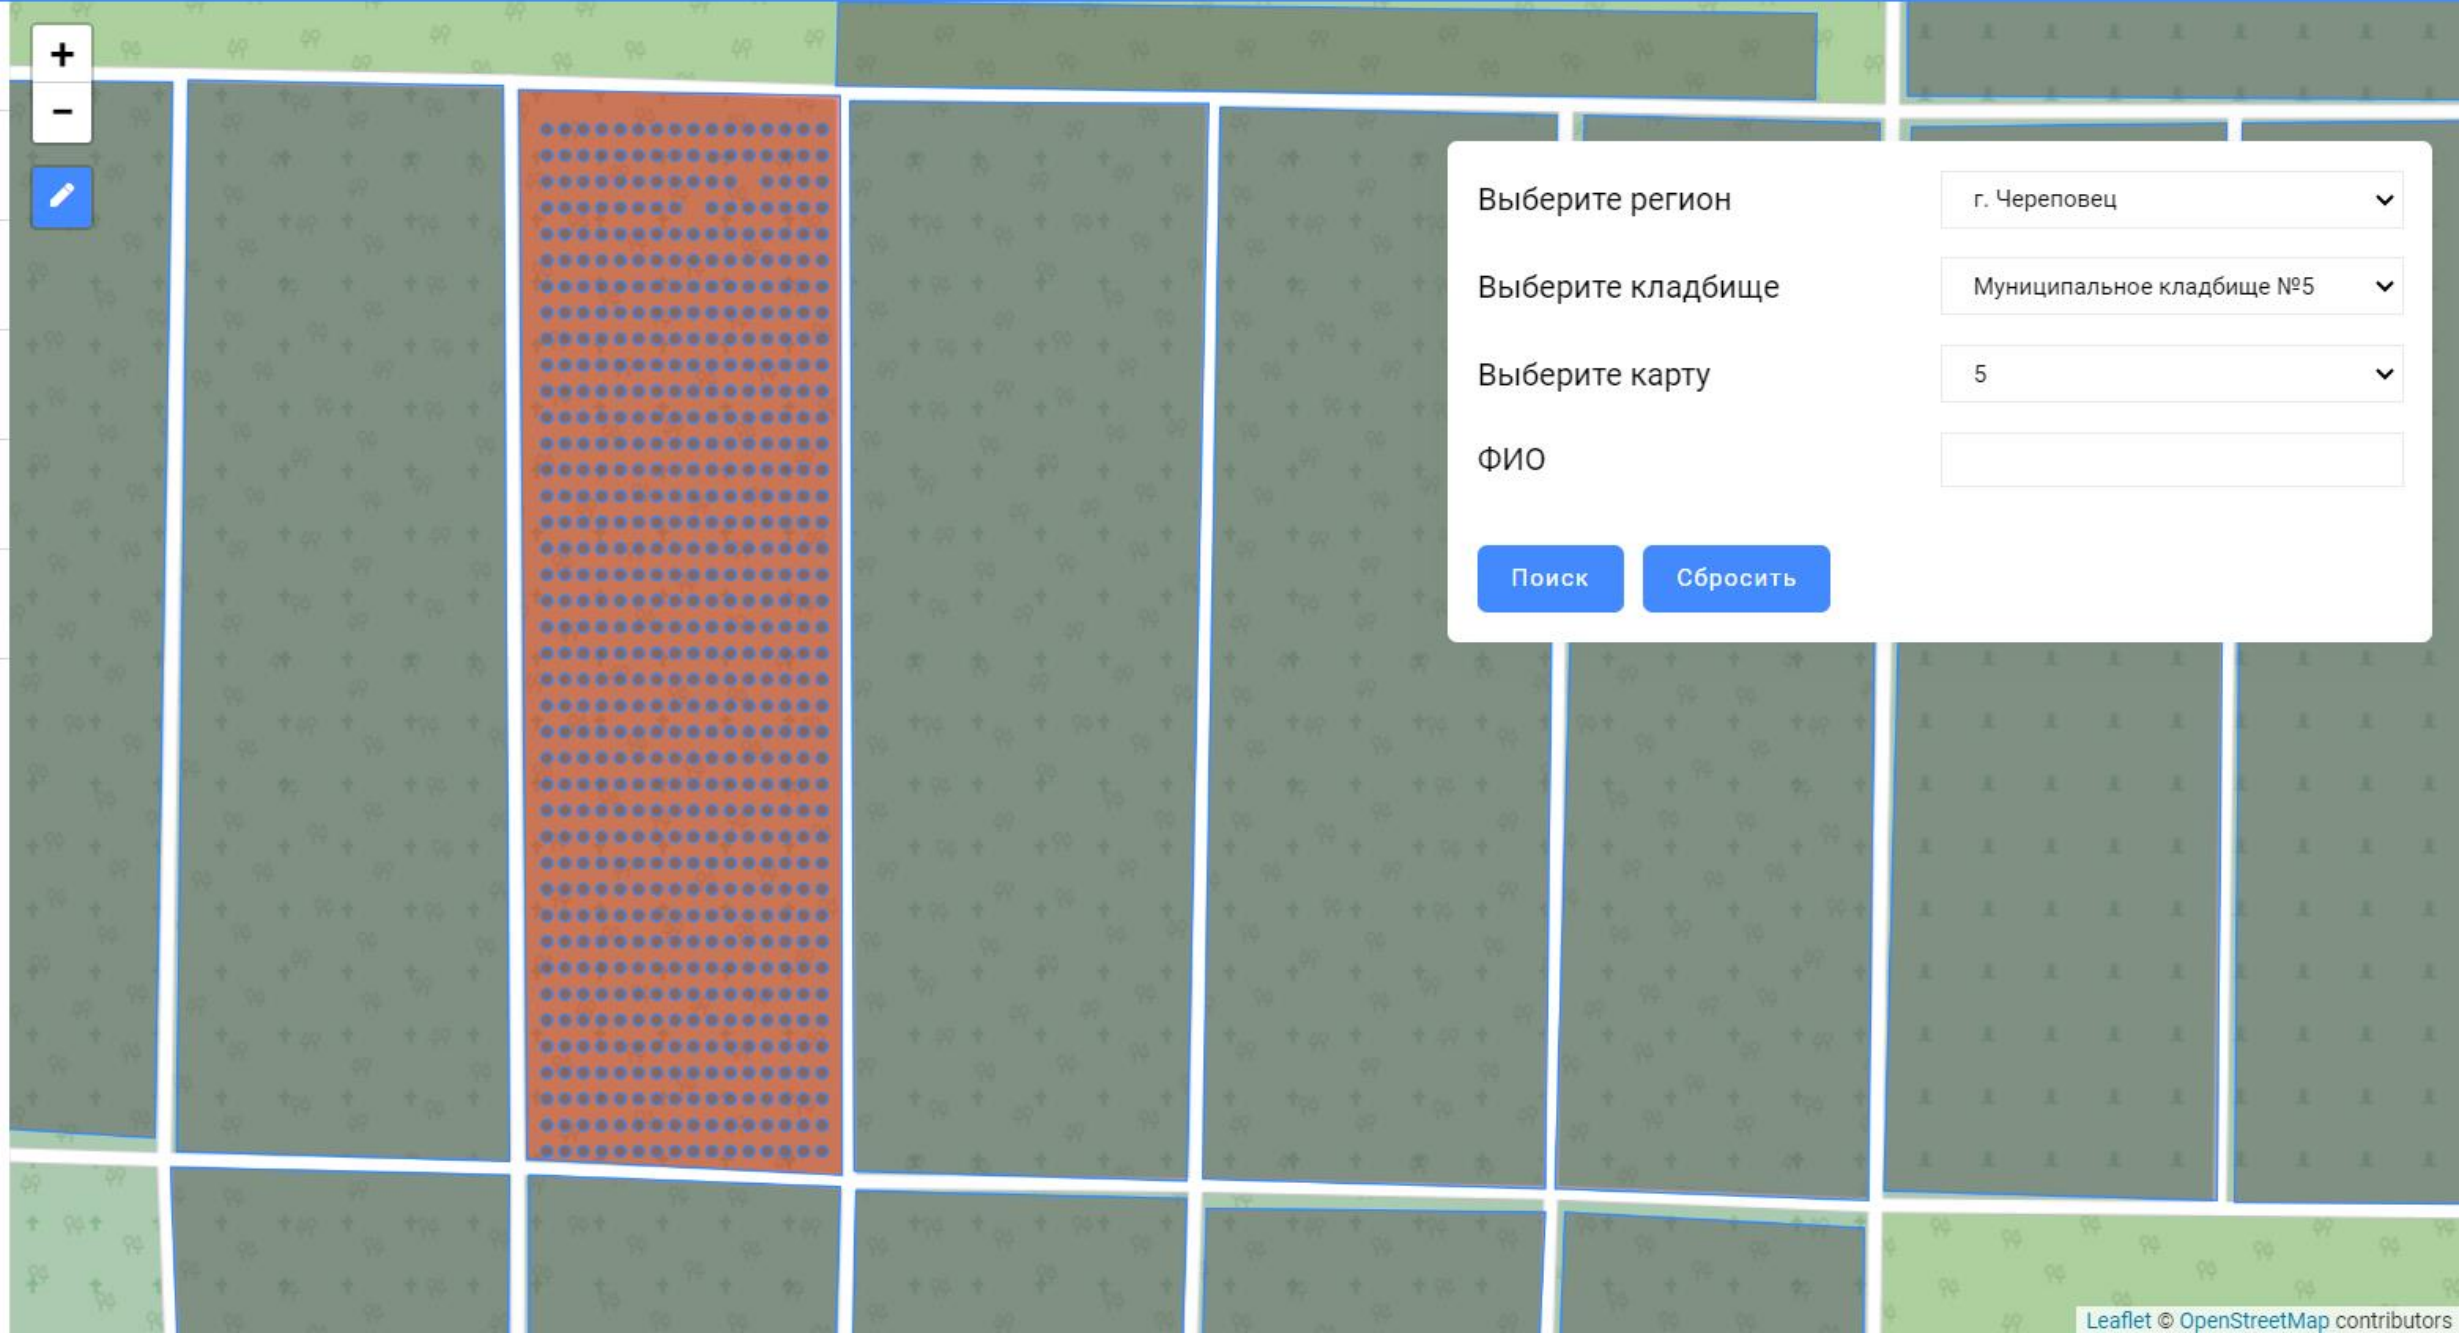 +
−
Выберите регион
г. Череповец
Выберите кладбище
Муниципальное кладбище №5
Выберите карту
5
ФИО
Поиск
Сбросить
Leaflet © OpenStreetMap contributors